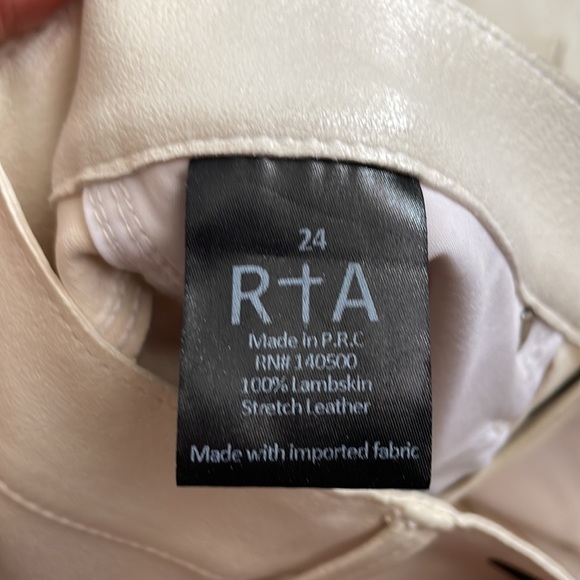 24
R†A
Made in P.R.C
RN# 140500
100% Lambskin
Stretch Leather
Made with imported fabric